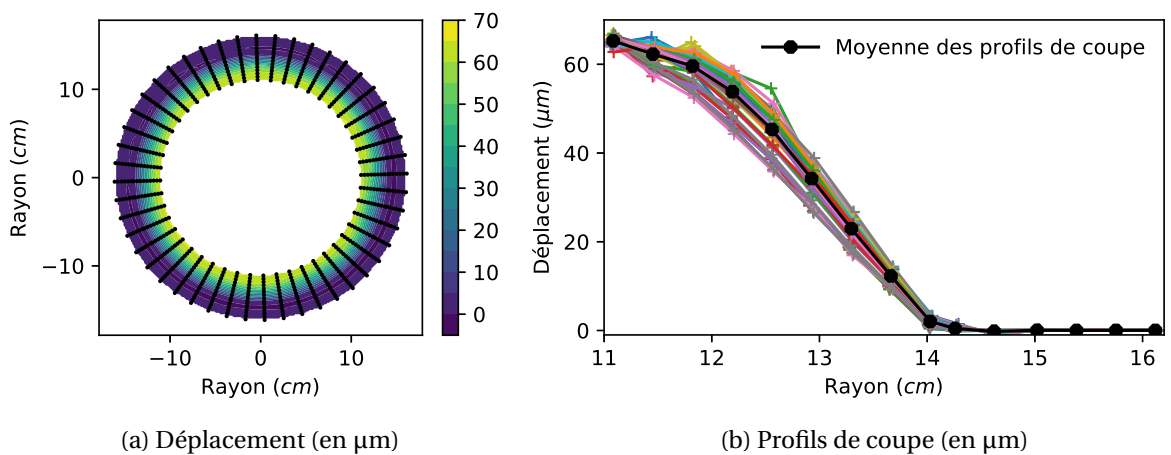 70
60
50
40
30
20
10
0
10
0
−10
Rayon (cm)
−10 0 10
Rayon (cm)
60
40
20
0
Déplacement (μm)
Moyenne des profils de coupe
11 12 13 14 15 16
Rayon (cm)
(a) Déplacement (en μm)
(b) Profils de coupe (en μm)